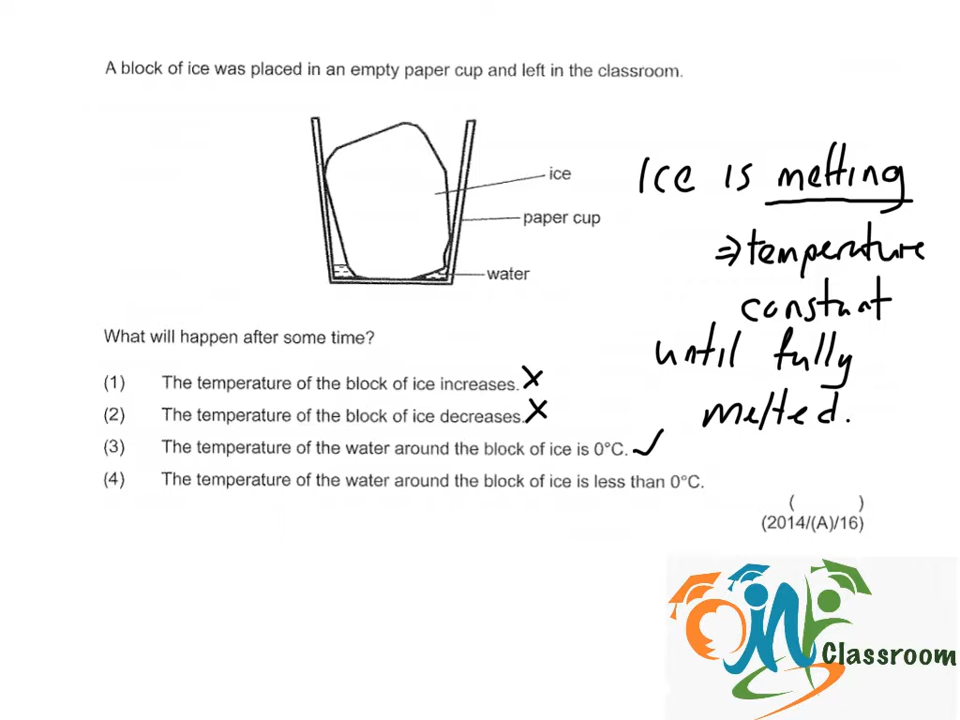 A block of ice was placed in an empty paper cup and left in the classroom.
ice
paper cup
water
Ice is melting
⇒ temperature
constant
until fully
melted.
What will happen after some time?
(1) The temperature of the block of ice increases. ✗
(2) The temperature of the block of ice decreases. ✗
(3) The temperature of the water around the block of ice is 0°C. ✓
(4) The temperature of the water around the block of ice is less than 0°C.
( )
(2014/(A)/16)
Classroom